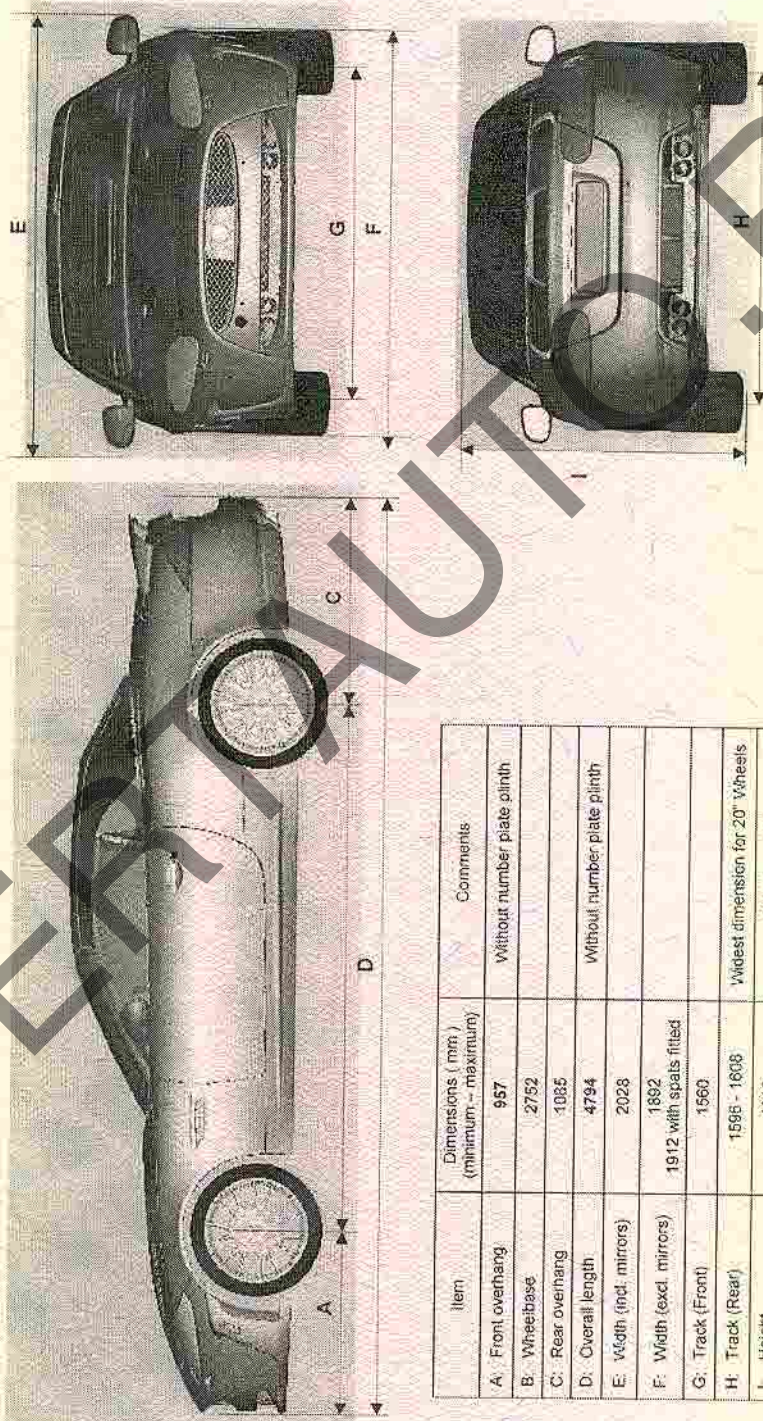 E
G
F
I
H
A
C
D
Item	Dimensions ( mm ) (minimum – maximum)	Comments
A: Front overhang	957	Without number plate plinth
B: Wheelbase	2752
C: Rear overhang	1085
D: Overall length	4794	Without number plate plinth
E: Width (incl. mirrors)	2028
F: Width (excl. mirrors)	1892
1912 with spats fitted
G: Track (Front)	1560
H: Track (Rear)	1596 - 1608	Widest dimension for 20" Wheels
ERTAUTO.